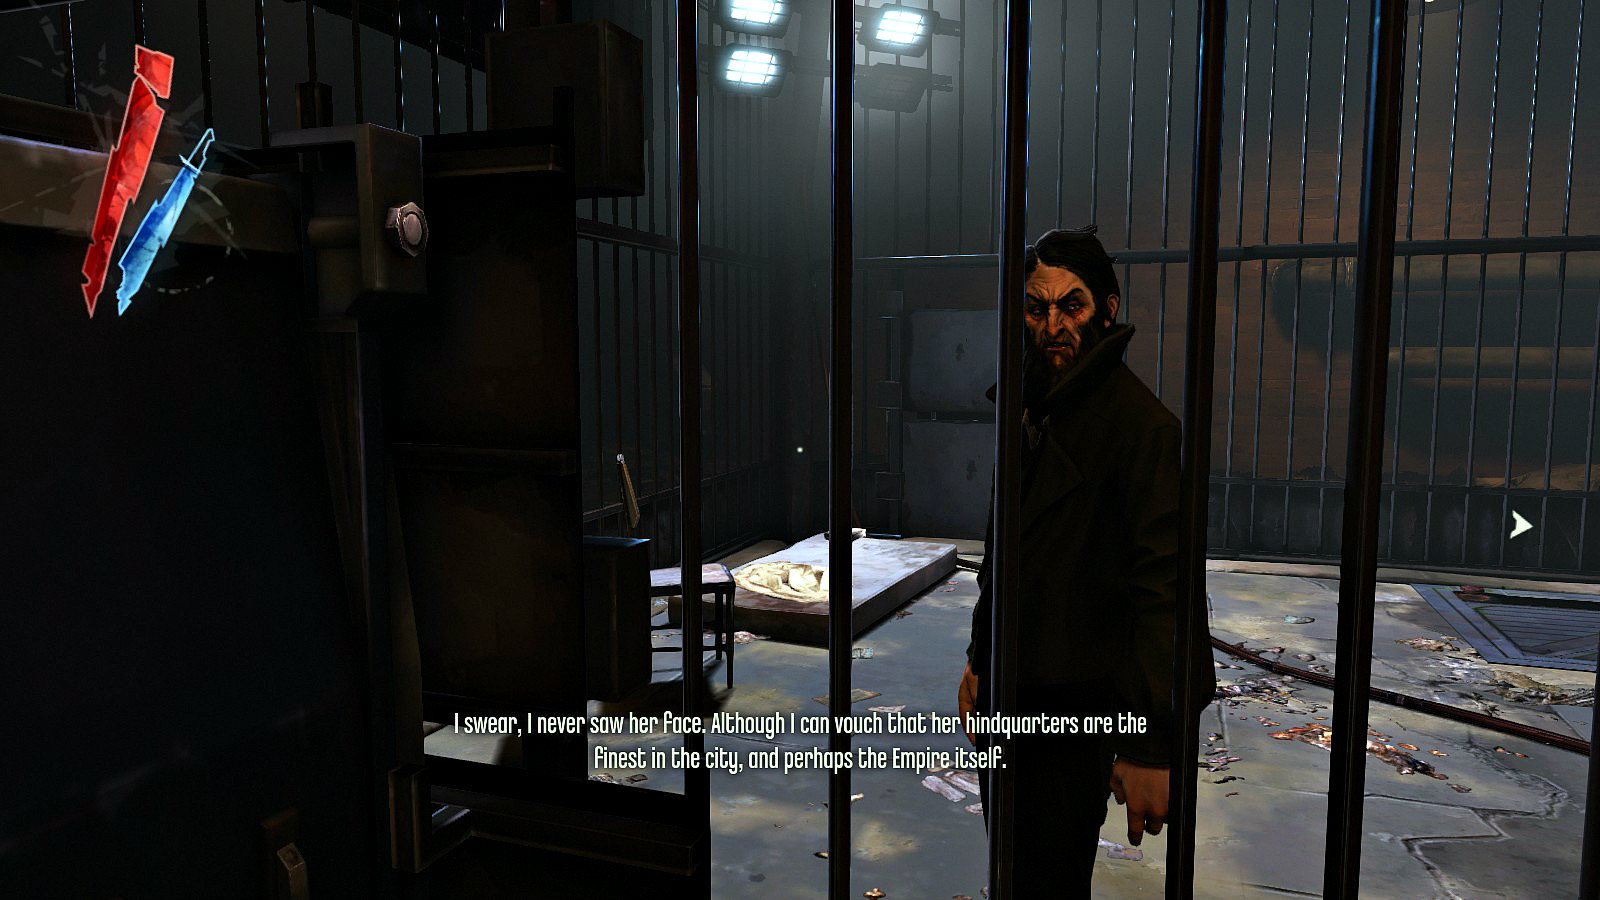 I swear, I never saw her face. Although I can vouch that her hindquarters are the
finest in the city, and perhaps the Empire itself.